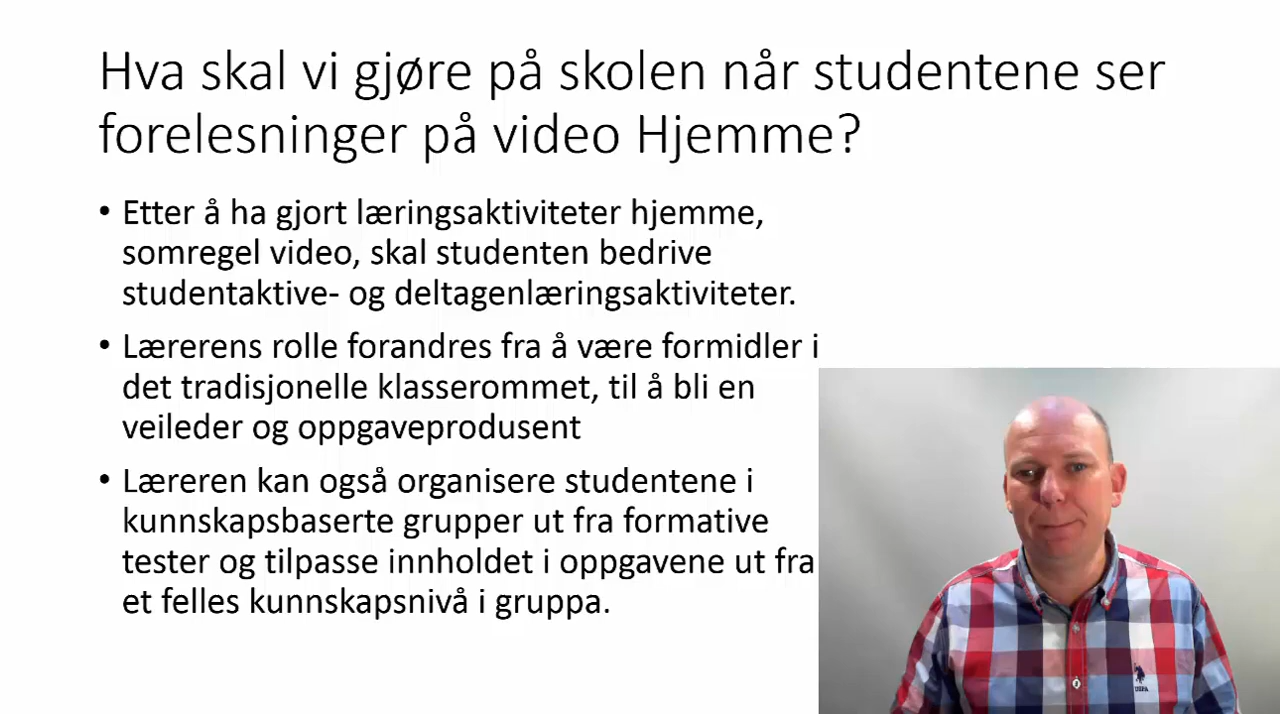 Hva skal vi gjøre på skolen når studentene ser
forelesninger på video Hjemme?
• Etter å ha gjort læringsaktiviteter hjemme,
somregel video, skal studenten bedrive
studentaktive- og deltagenlæringsaktiviteter.
• Lærerens rolle forandres fra å være formidler i
det tradisjonelle klasserommet, til å bli en
veileder og oppgaveprodusent
• Læreren kan også organisere studentene i
kunnskapsbaserte grupper ut fra formative
tester og tilpasse innholdet i oppgavene ut fra
et felles kunnskapsnivå i gruppa.
USPA